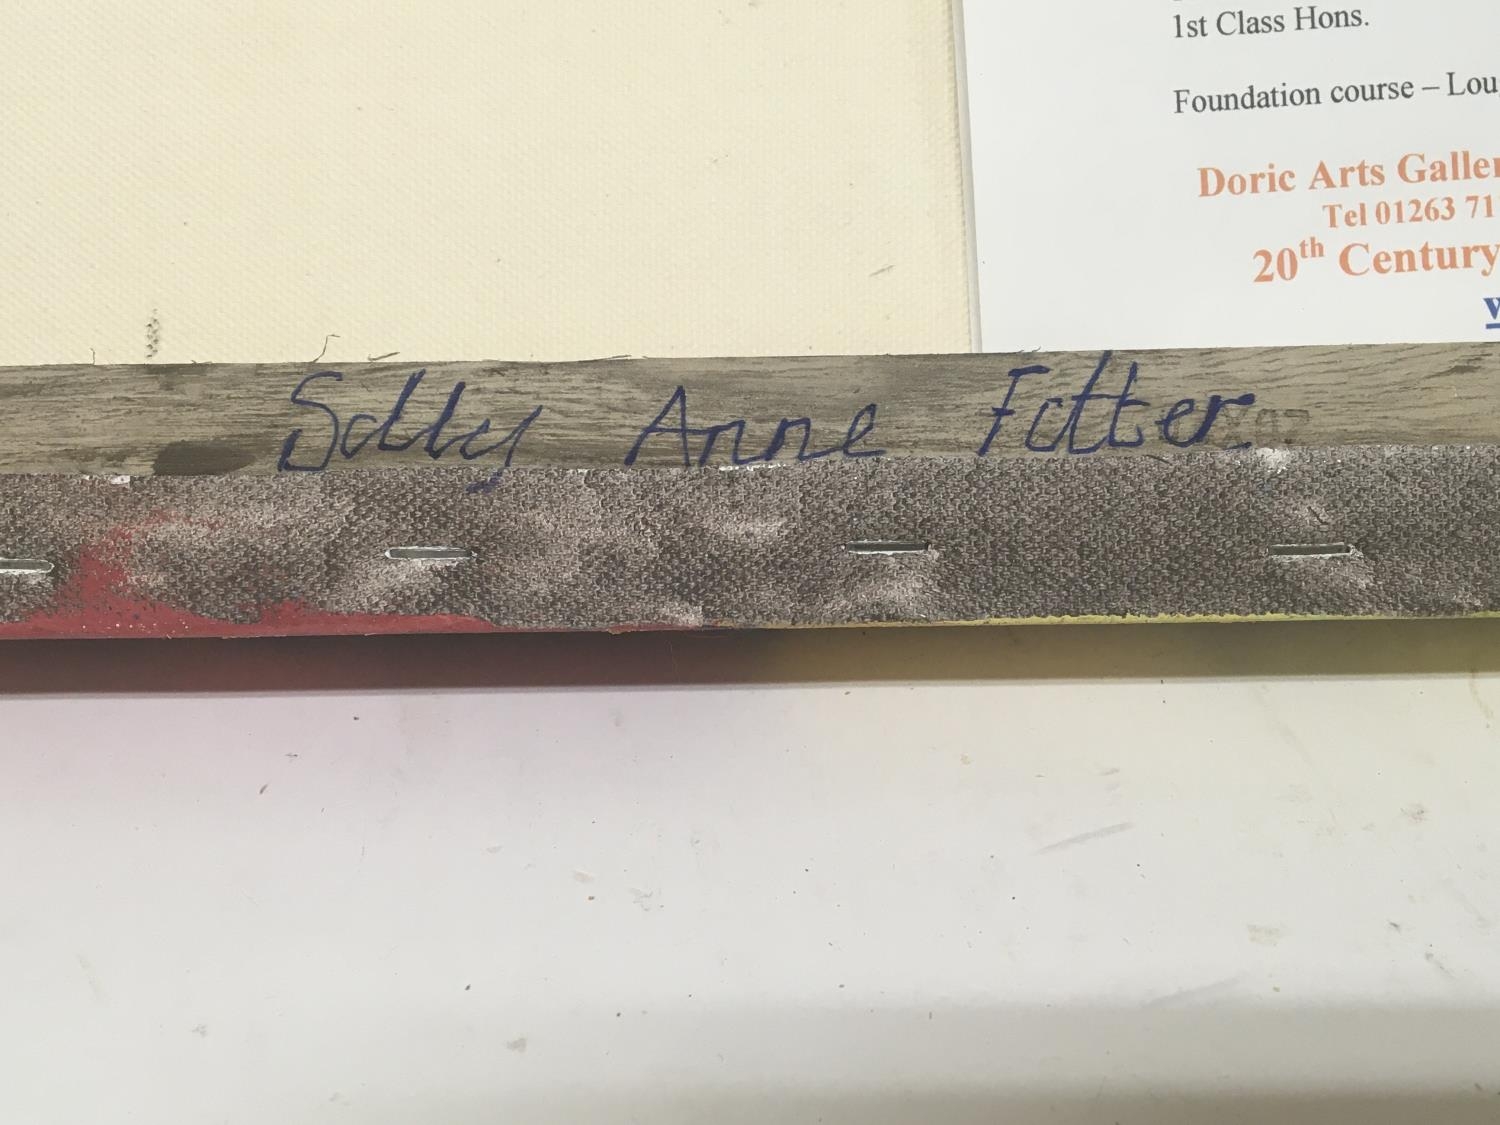 1st Class Hons.
Foundation course – Lou
Doric Arts Galler
Tel 01263 71
20th Century
w
Sally Anne Fitter